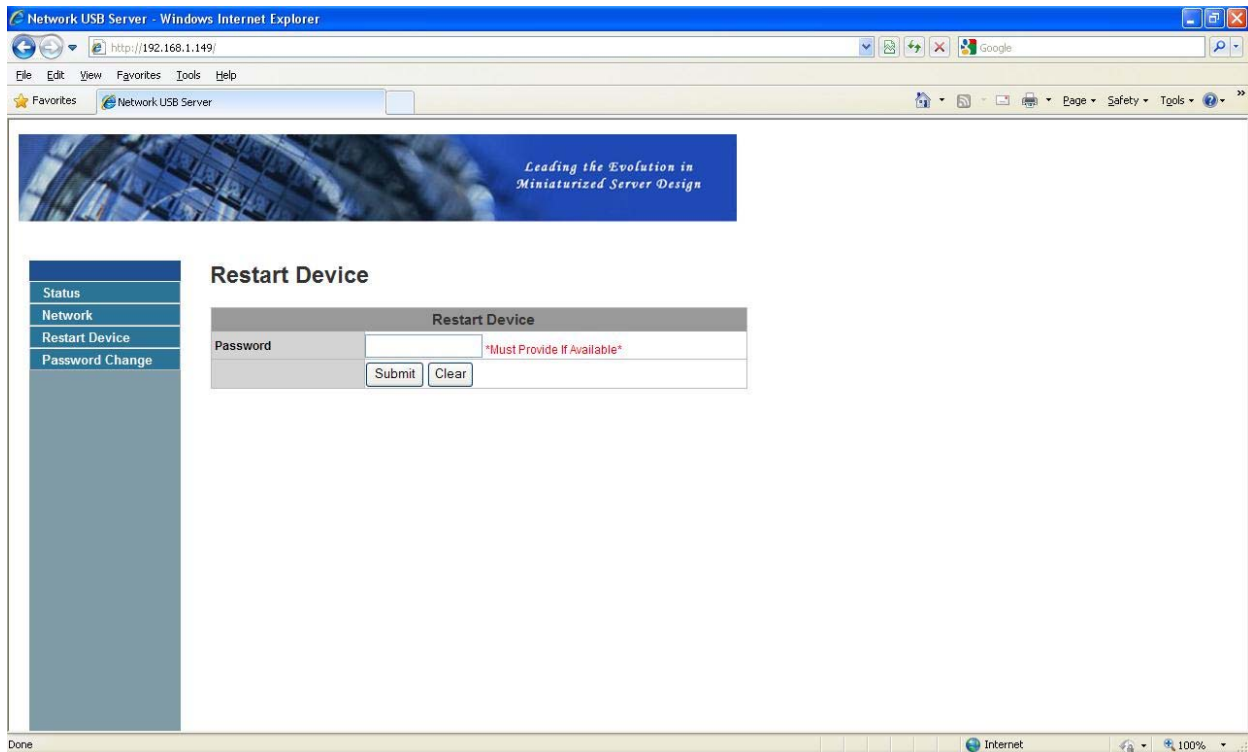 Network USB Server - Windows Internet Explorer
http://192.168.1.149/
Google
File Edit View Favorites Tools Help
Favorites Network USB Server Page Safety Tools
Leading the Evolution in
Miniaturized Server Design
Restart Device
Status
Network
Restart Device
Password Change
Restart Device
Password *Must Provide If Available*
Submit Clear
Done Internet 100%